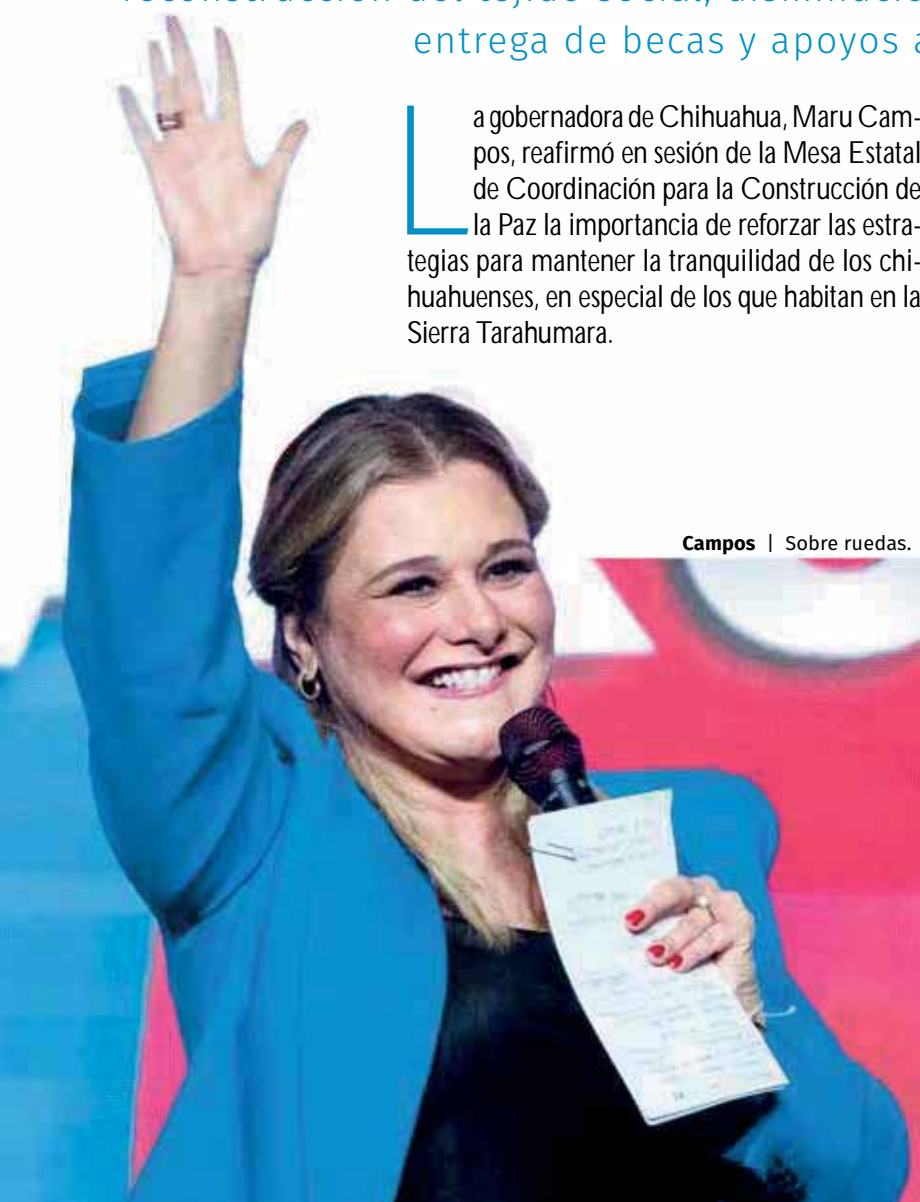 entrega de becas y apoyos a
La gobernadora de Chihuahua, Maru Cam-
pos, reafirmó en sesión de la Mesa Estatal
de Coordinación para la Construcción de
la Paz la importancia de reforzar las estra-
tegias para mantener la tranquilidad de los chi-
huahuenses, en especial de los que habitan en la
Sierra Tarahumara.
Campos | Sobre ruedas.